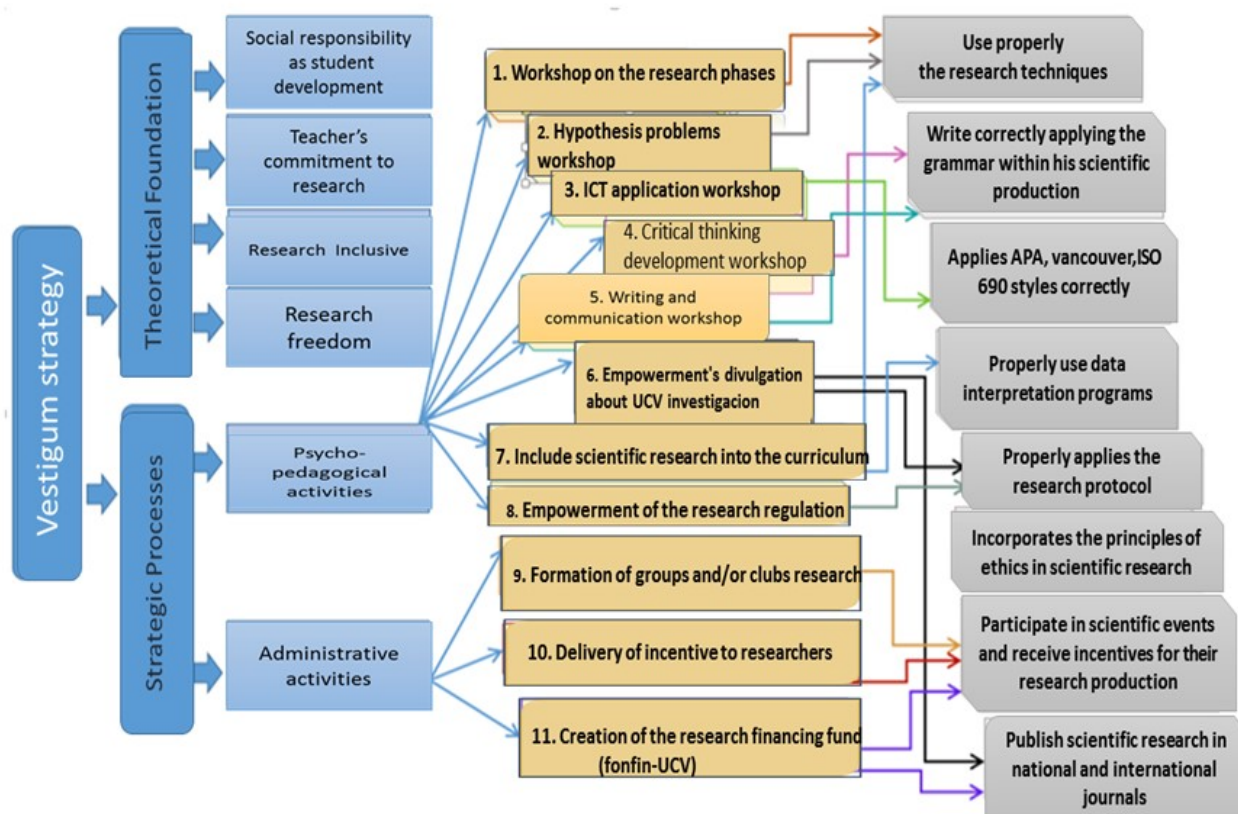 Vestigum strategy
Theoretical Foundation
Strategic Processes
Social responsibility
as student
development
Teacher's
commitment to
research
Research Inclusive
Research
freedom
Psycho-
pedagogical
activities
Administrative
activities
1. Workshop on the research phases
2. Hypothesis problems
workshop
3. ICT application workshop
4. Critical thinking
development workshop
5. Writing and
communication workshop
6. Empowerment's divulgation
about UCV investigacion
7. Include scientific research into the curriculum
8. Empowerment of the research regulation
9. Formation of groups and/or clubs research
10. Delivery of incentive to researchers
11. Creation of the research financing fund
(fonfin-UCV)
Use properly
the research techniques
Write correctly applying the
grammar within his scientific
production
Applies APA, vancouver,ISO
690 styles correctly
Properly use data
interpretation programs
Properly applies the
research protocol
Incorporates the principles of
ethics in scientific research
Participate in scientific events
and receive incentives for their
research production
Publish scientific research in
national and international
journals